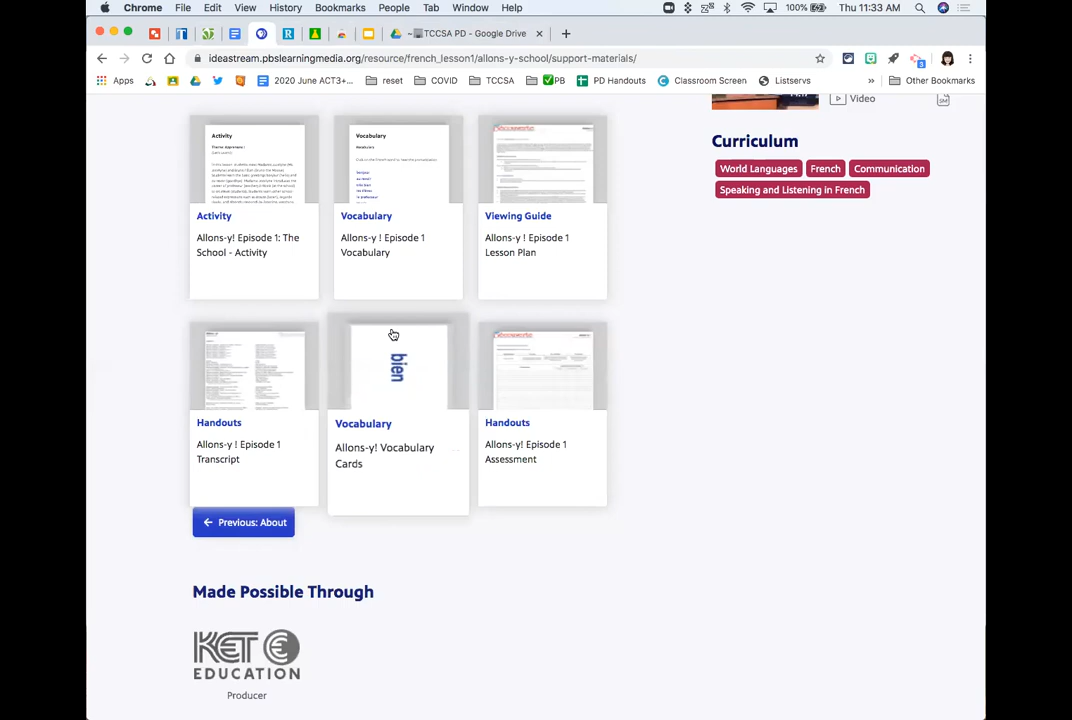 Chrome File Edit View History Bookmarks People Tab Window Help 100% Thu 11:33 AM
TCCSA PD - Google Drive
ideastream.pbslearningmedia.org/resource/french_lesson1/allons-y-school/support-materials/
Apps 2020 June ACT3+... reset COVID TCCSA PB PD Handouts Classroom Screen Listservs » Other Bookmarks
Video
Curriculum
World Languages French Communication
Speaking and Listening in French
Activity
Vocabulary
Activity
Allons-y! Episode 1: The
School - Activity
Vocabulary
Allons-y ! Episode 1
Vocabulary
Viewing Guide
Allons-y ! Episode 1
Lesson Plan
bien
Handouts
Allons-y ! Episode 1
Transcript
Vocabulary
Allons-y! Vocabulary
Cards
Handouts
Allons-y! Episode 1
Assessment
Previous: About
Made Possible Through
KET
EDUCATION
Producer